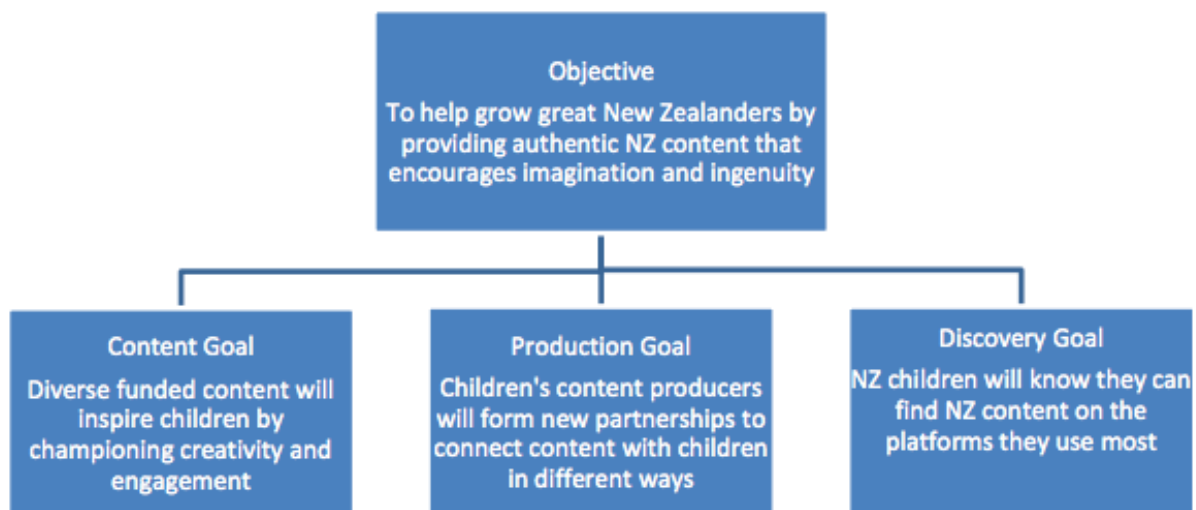 Objective
To help grow great New Zealanders by
providing authentic NZ content that
encourages imagination and ingenuity
Content Goal
Diverse funded content will
inspire children by
championing creativity and
engagement
Production Goal
Children's content producers
will form new partnerships to
connect content with children
in different ways
Discovery Goal
NZ children will know they can
find NZ content on the
platforms they use most